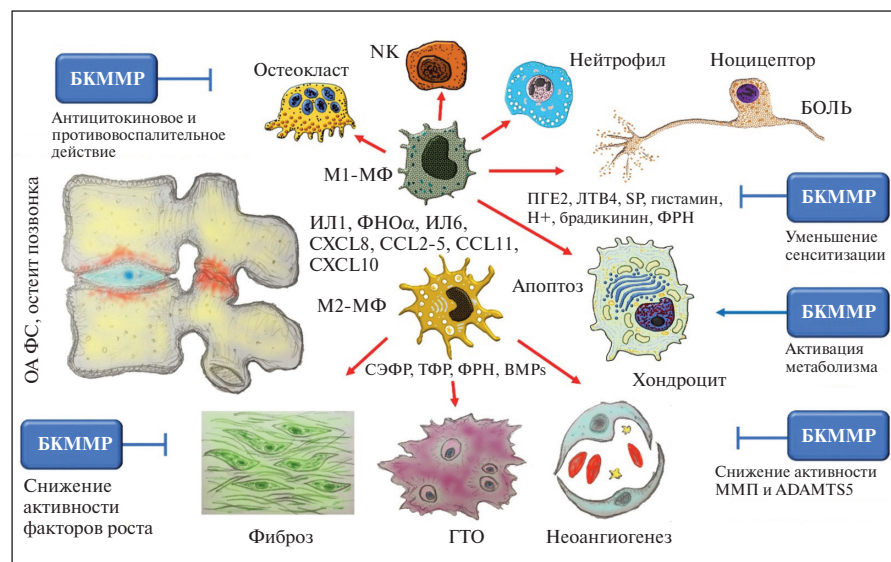 БКММР
Антицитокиновое и
противовоспалительное
действие
Остеокласт
NK
Нейтрофил
Ноцицептор
БОЛЬ
М1-МФ
ПГЕ2, ЛТВ4, SP, гистамин,
Н+, брадикинин, ФРН
БКММР
Уменьшение
сенситизации
ИЛ1, ФНОα, ИЛ6,
CXCL8, CCL2-5, CCL11,
CXCL10
ОА ФС, остеит позвонка
М2-МФ
Апоптоз
БКММР
Активация
метаболизма
Хондроцит
СЭФР, ТФР, ФРН, BMPs
БКММР
Снижение
активности
факторов роста
БКММР
Снижение активности
ММП и ADAMTS5
Фиброз
ГТО
Неоангиогенез